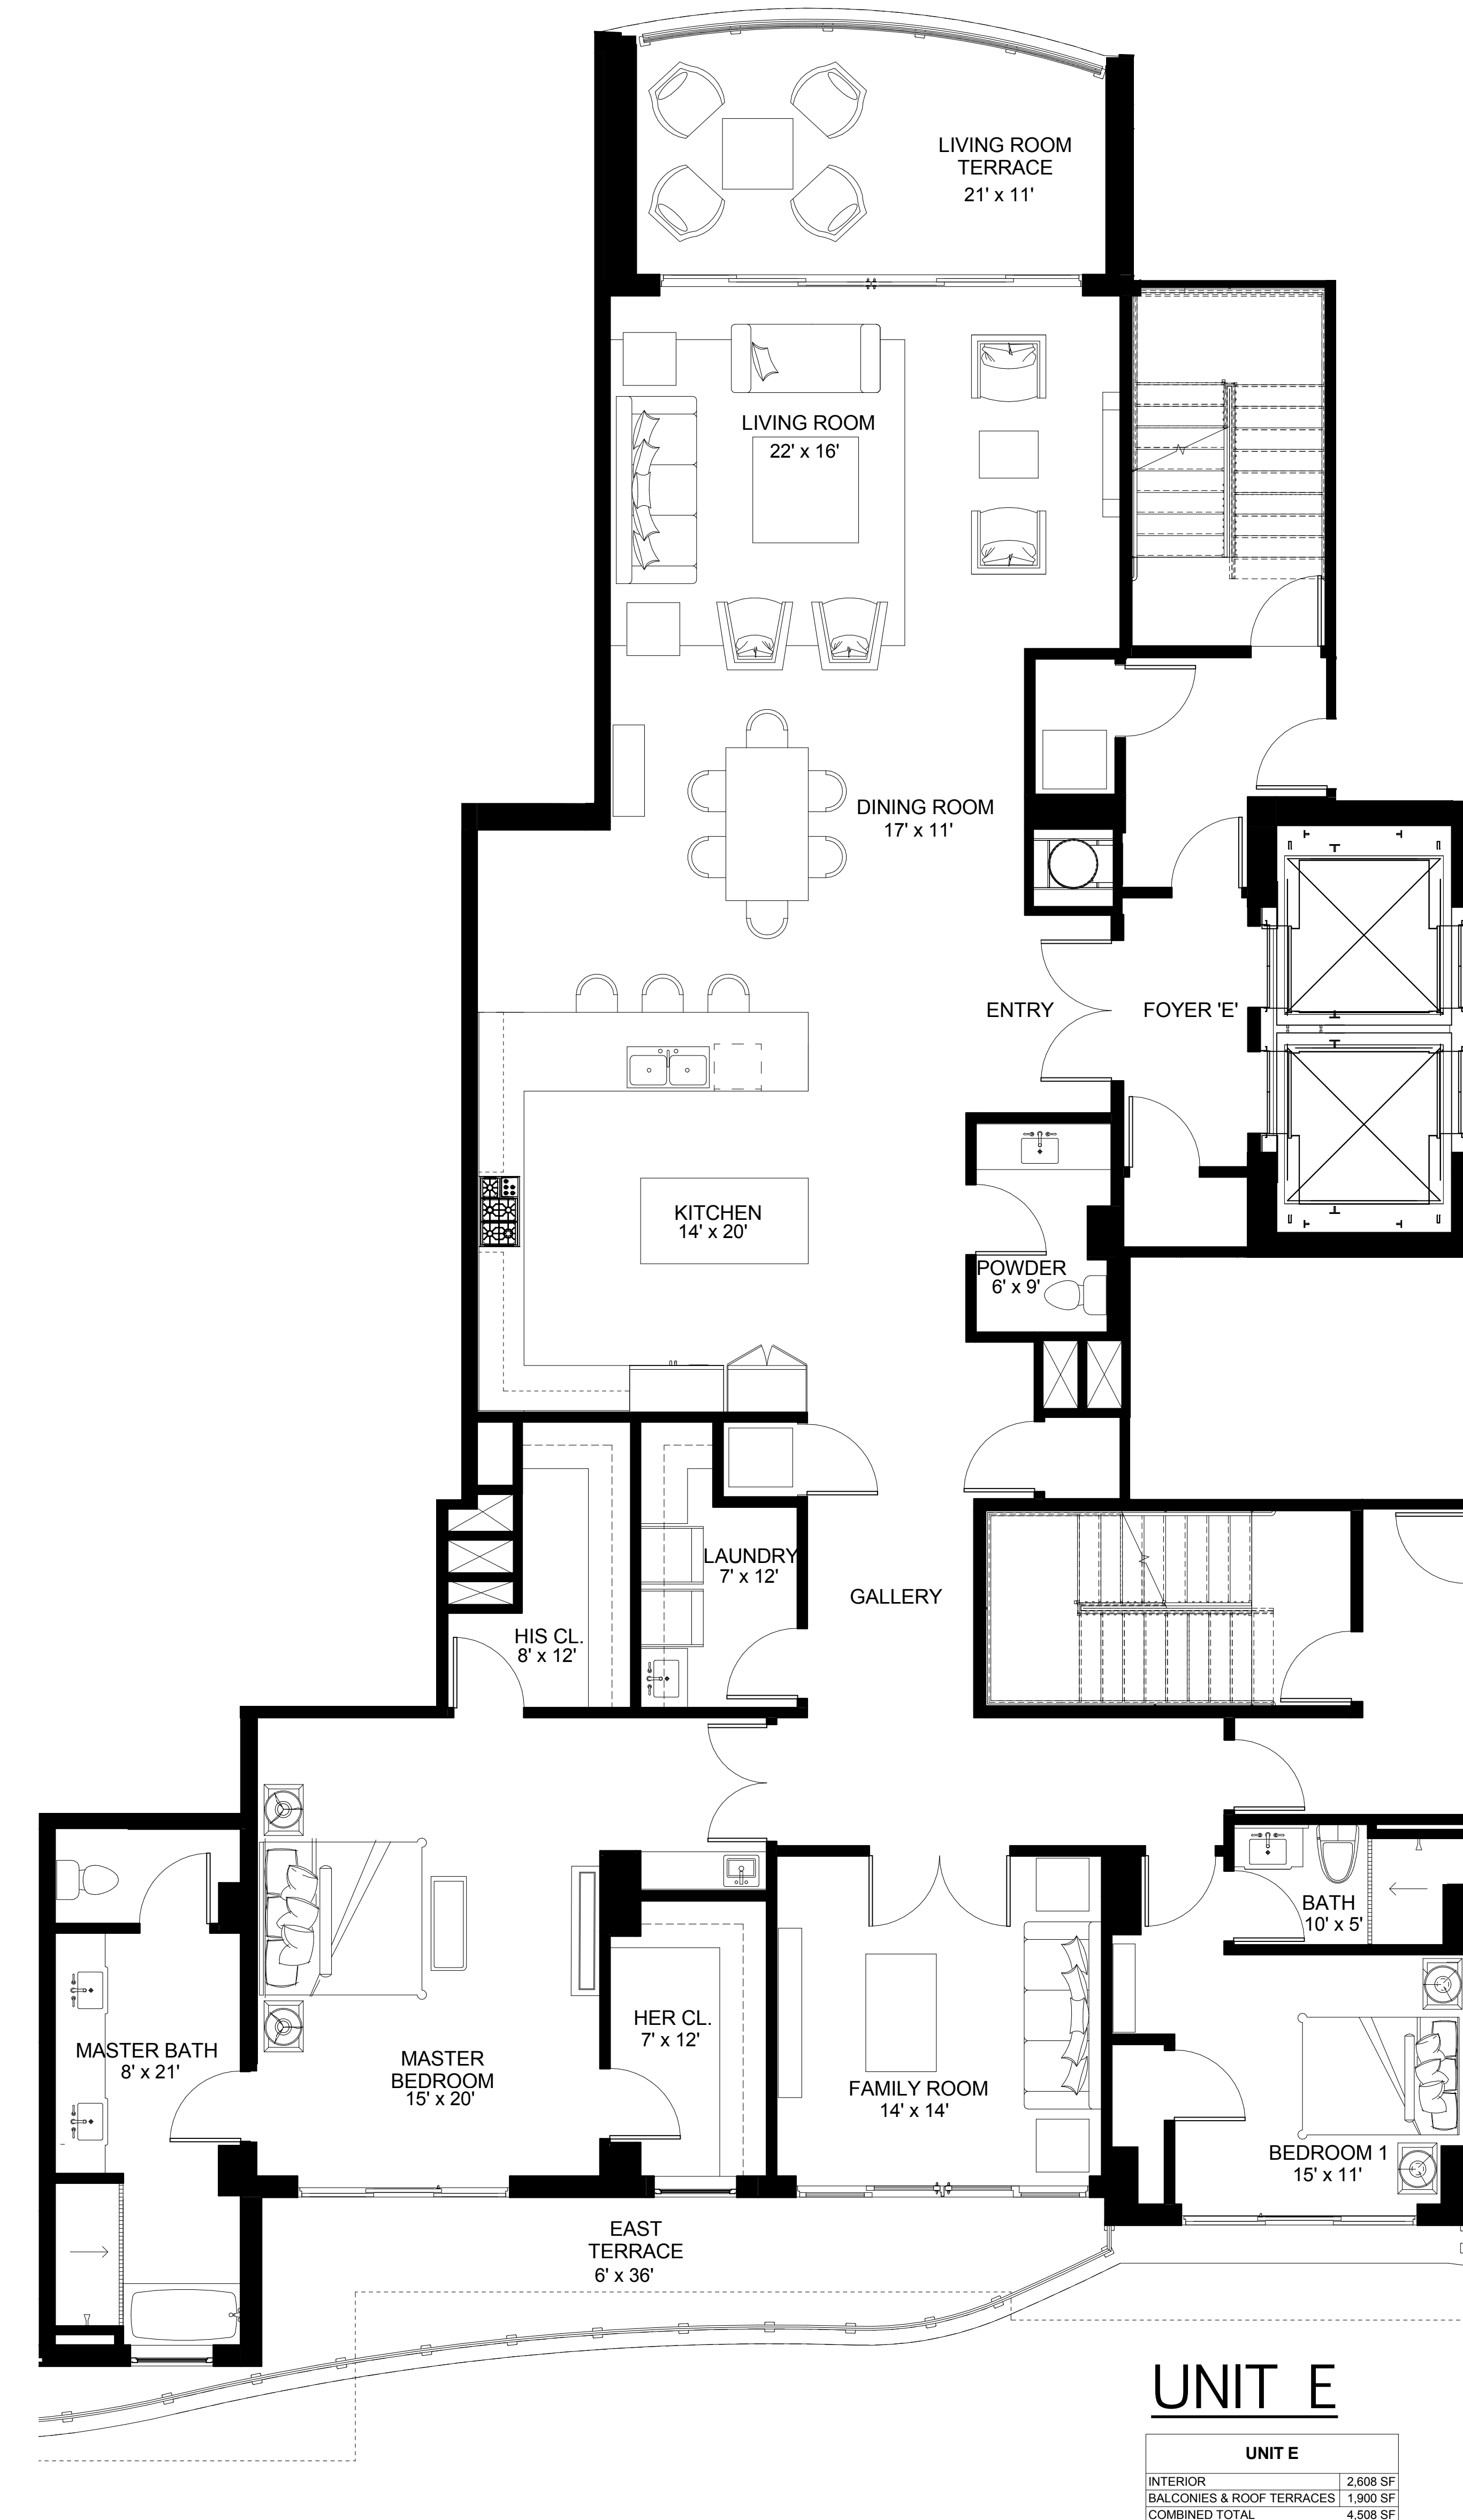 LIVING ROOM
TERRACE
21' x 11'
LIVING ROOM
22' x 16'
DINING ROOM
17' x 11'
ENTRY
FOYER 'E'
KITCHEN
14' x 20'
POWDER
6' x 9'
LAUNDRY
7' x 12'
GALLERY
HIS CL.
8' x 12'
BATH
10' x 5'
HER CL.
7' x 12'
MASTER BATH
8' x 21'
MASTER
BEDROOM
15' x 20'
FAMILY ROOM
14' x 14'
BEDROOM 1
15' x 11'
EAST
TERRACE
6' x 36'
UNIT E
UNIT E
INTERIOR 2,608 SF
BALCONIES & ROOF TERRACES 1,900 SF
COMBINED TOTAL 4,508 SF